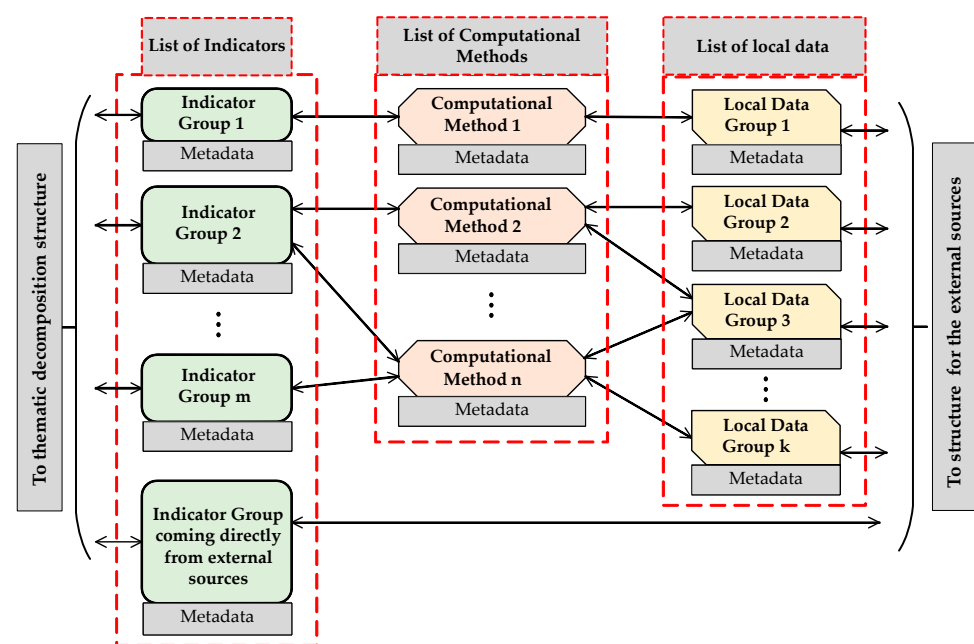 List of Indicators
Indicator
Group 1
Metadata
Indicator
Group 2
Metadata
Indicator
Group m
Metadata
Indicator Group
coming directly
from external
sources
Metadata
List of Computational
Methods
Computational
Method 1
Metadata
Computational
Method 2
Metadata
Computational
Method n
Metadata
List of local data
Local Data
Group 1
Metadata
Local Data
Group 2
Metadata
Local Data
Group 3
Metadata
Local Data
Group k
Metadata
To thematic decomposition structure
To structure for the external sources